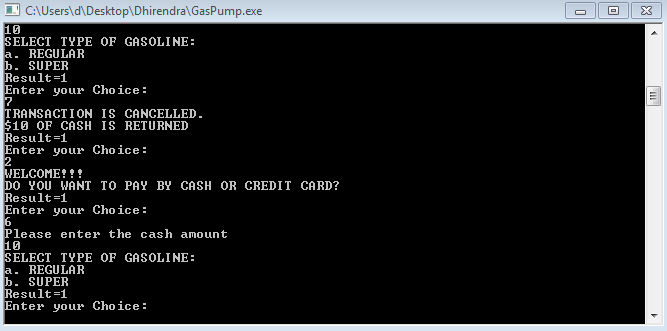 C:\Users\d\Desktop\Dhirendra\GasPump.exe
10
SELECT TYPE OF GASOLINE:
a. REGULAR
b. SUPER
Result=1
Enter your Choice:
7
TRANSACTION IS CANCELLED.
$10 OF CASH IS RETURNED
Result=1
Enter your Choice:
2
WELCOME!!!
DO YOU WANT TO PAY BY CASH OR CREDIT CARD?
Result=1
Enter your Choice:
6
Please enter the cash amount
10
SELECT TYPE OF GASOLINE:
a. REGULAR
b. SUPER
Result=1
Enter your Choice: